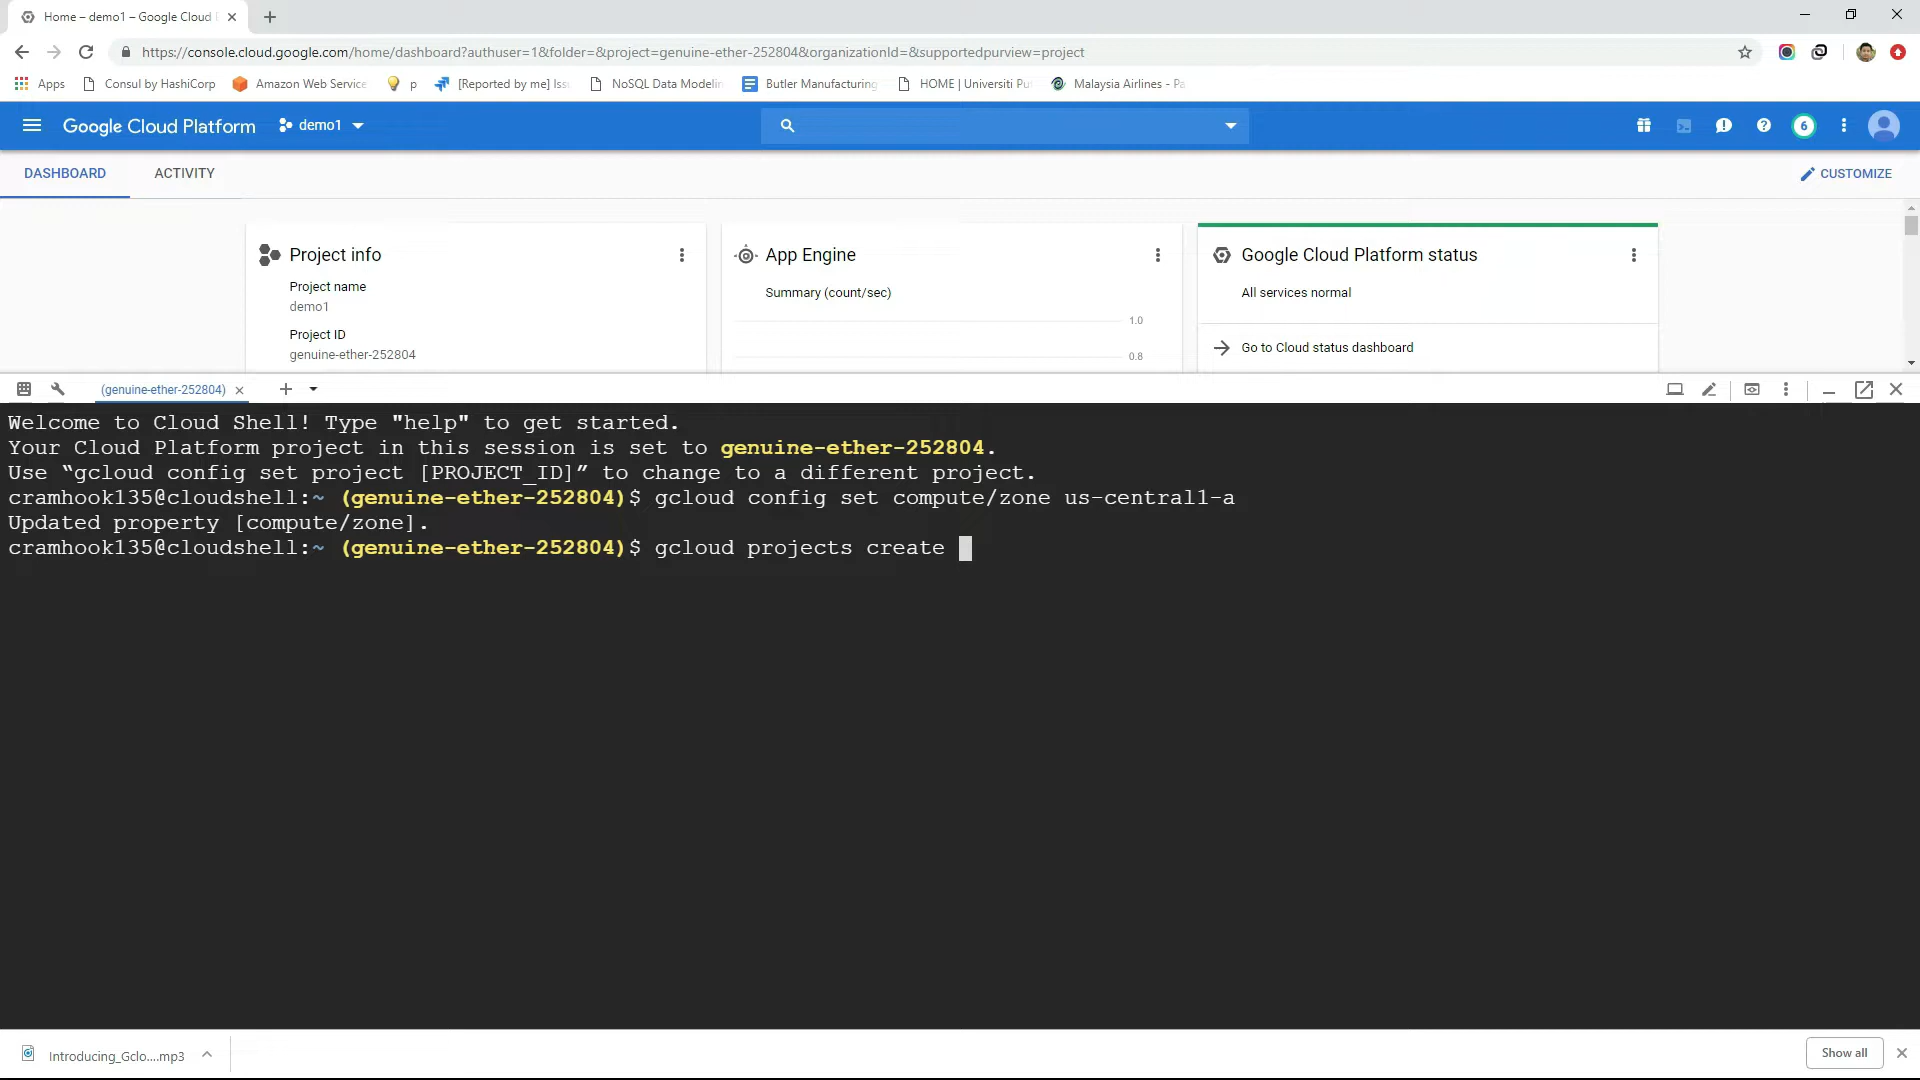 Home – demo1 – Google Cloud
https://console.cloud.google.com/home/dashboard?authuser=1&folder=&project=genuine-ether-252804&organizationId=&supportedpurview=project
Apps Consul by HashiCorp Amazon Web Service p [Reported by me] Iss NoSQL Data Modelin Butler Manufacturing HOME | Universiti Put Malaysia Airlines - Pa
Google Cloud Platform demo1 6
DASHBOARD ACTIVITY CUSTOMIZE
Project info App Engine Google Cloud Platform status
Project name Summary (count/sec) All services normal
demo1
1.0
Project ID
Go to Cloud status dashboard
genuine-ether-252804 0.8
(genuine-ether-252804)
Welcome to Cloud Shell! Type "help" to get started.
Your Cloud Platform project in this session is set to genuine-ether-252804.
Use “gcloud config set project [PROJECT_ID]” to change to a different project.
cramhook135@cloudshell:~ (genuine-ether-252804)$ gcloud config set compute/zone us-central1-a
Updated property [compute/zone].
cramhook135@cloudshell:~ (genuine-ether-252804)$ gcloud projects create
Introducing_Gclo....mp3 Show all